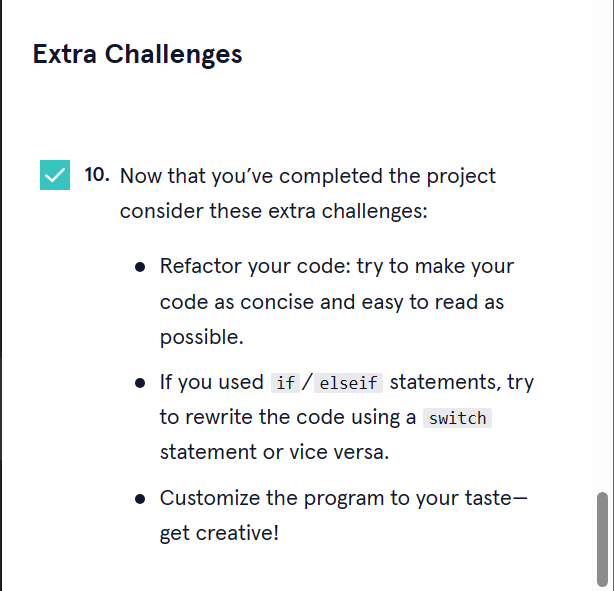 Extra Challenges
10. Now that you’ve completed the project
consider these extra challenges:
● Refactor your code: try to make your
code as concise and easy to read as
possible.
● If you used if / elseif statements, try
to rewrite the code using a switch
statement or vice versa.
● Customize the program to your taste—
get creative!